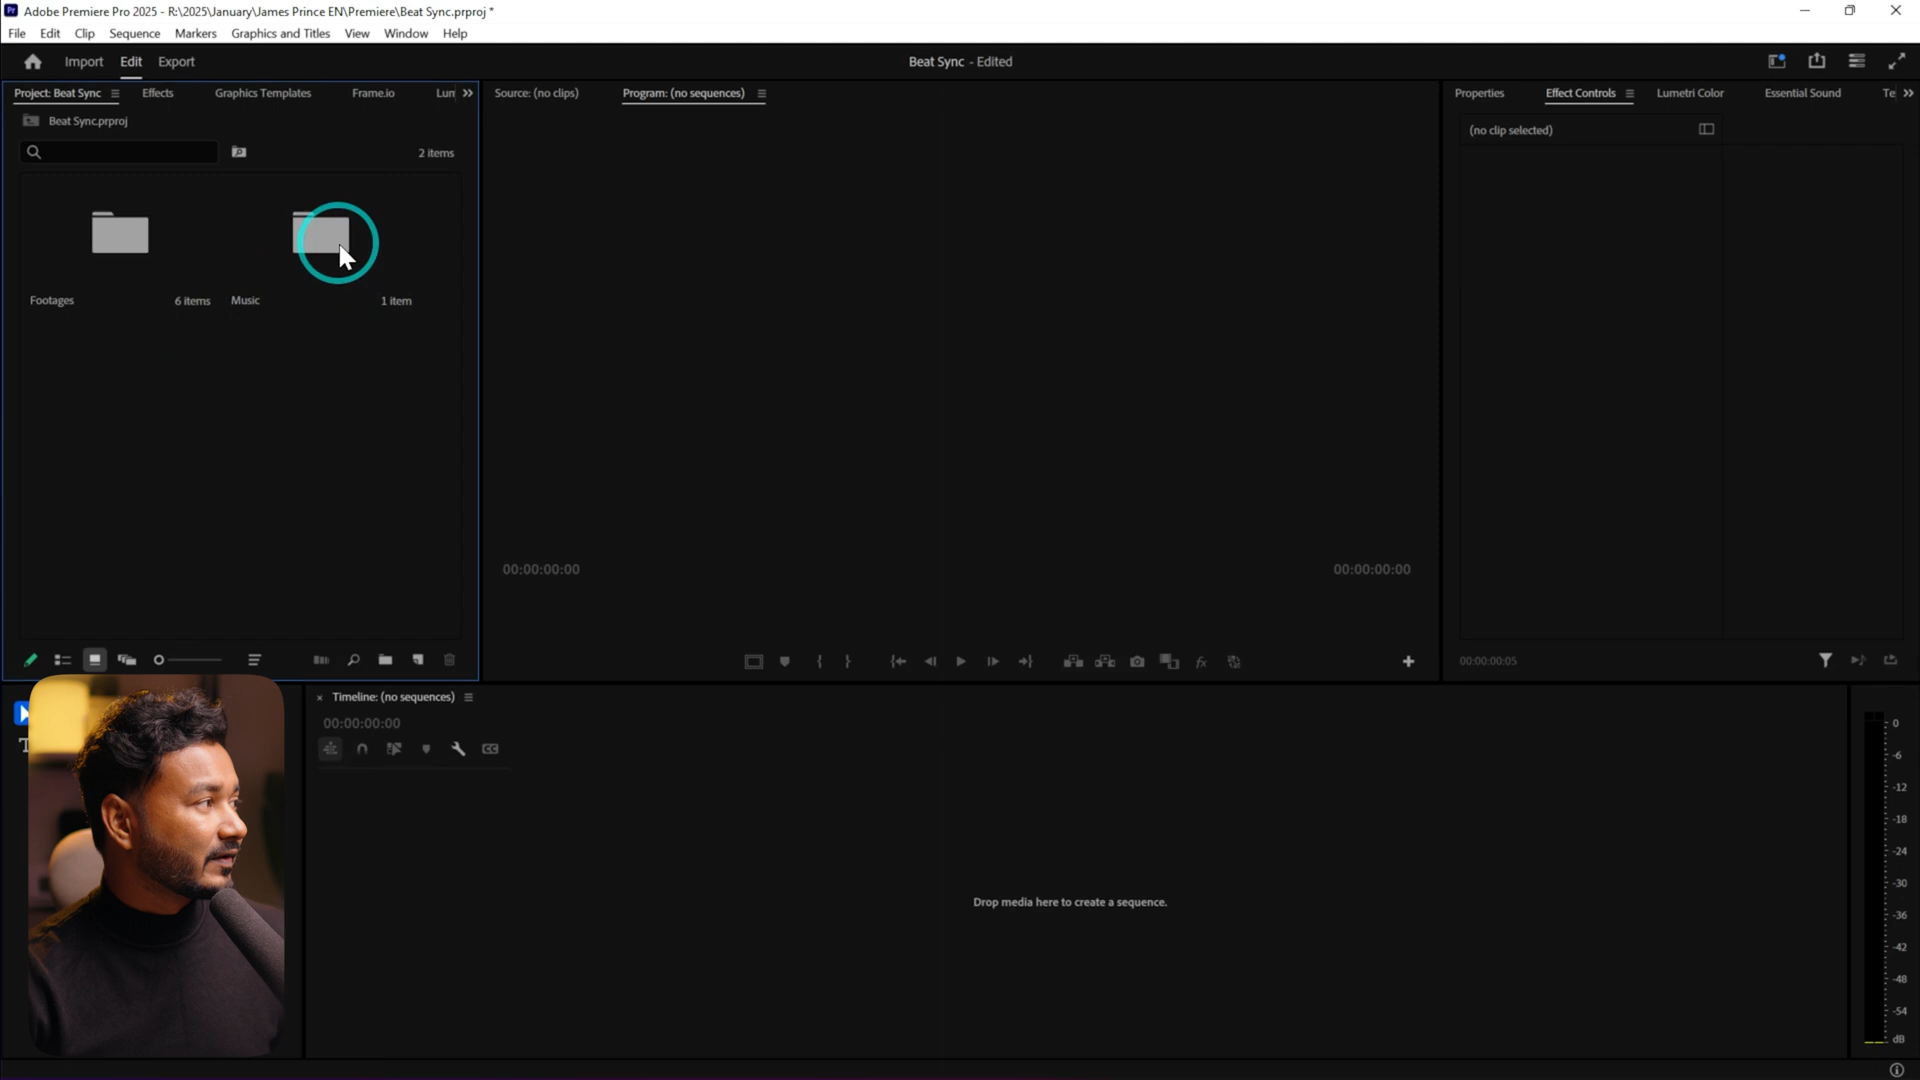 Adobe Premiere Pro 2025 - R:\2025\January\James Prince EN\Premiere\Beat Sync.prproj *
File Edit Clip Sequence Markers Graphics and Titles View Window Help
Import Edit Export
Beat Sync - Edited
Project: Beat Sync Effects Graphics Templates Frame.io Lun
Source: (no clips) Program: (no sequences)
Properties Effect Controls Lumetri Color Essential Sound Te
Beat Sync.prproj
(no clip selected)
2 items
Footages 6 items Music 1 item
00:00:00:00 00:00:00:00
fx
00:00:00:05
Timeline: (no sequences)
00:00:00:00
CC
T
Drop media here to create a sequence.
0
-6
-12
-18
-24
-30
-36
-42
-48
-54
dB